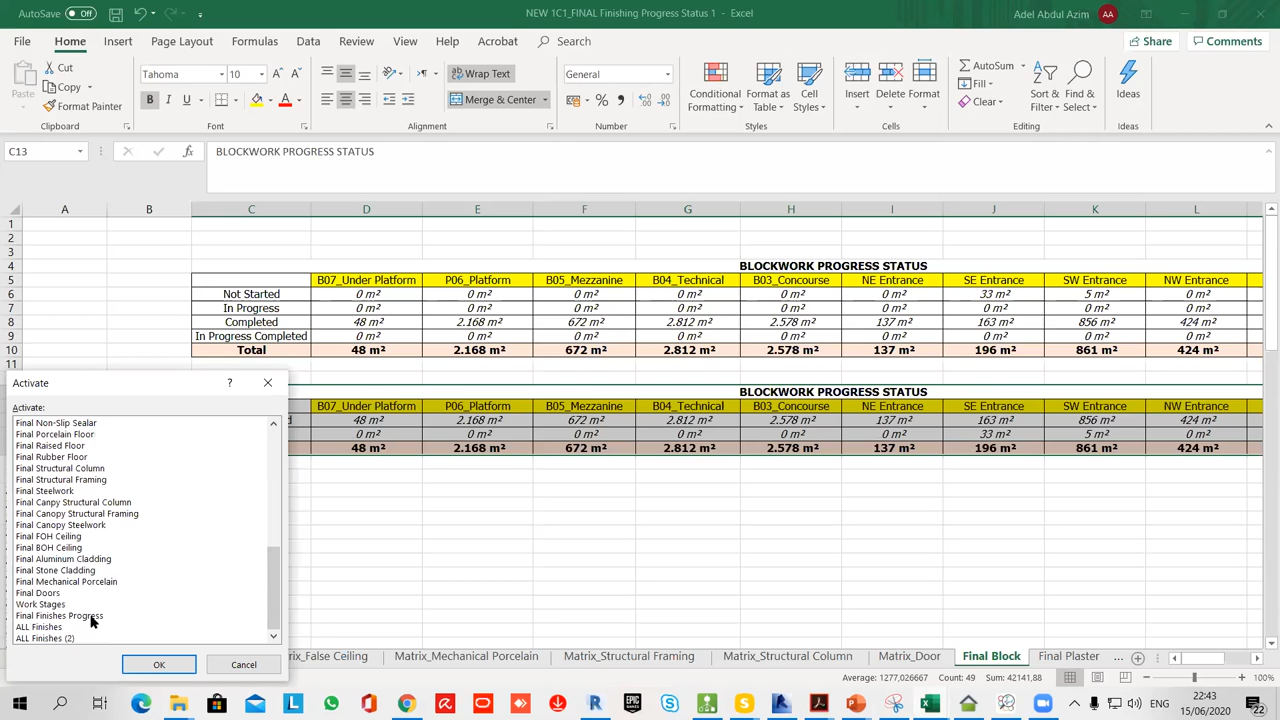 AutoSave Off
NEW 1C1_FINAL Finishing Progress Status 1 - Excel
Adel Abdul Azim AA
File Home Insert Page Layout Formulas Data Review View Help Acrobat Search Share Comments
Cut
Copy
Format Painter
Paste
Clipboard
Tahoma 10
B I U
Font
Wrap Text
Merge & Center
Alignment
General
Number
Conditional Formatting
Format as Table
Cell Styles
Styles
Insert Delete Format
Cells
AutoSum
Fill
Clear
Sort & Filter
Find & Select
Editing
Ideas
Ideas
C13 fx BLOCKWORK PROGRESS STATUS
A B C D E F G H I J K L
1
2
3
4 BLOCKWORK PROGRESS STATUS
5 B07_Under Platform P06_Platform B05_Mezzanine B04_Technical B03_Concourse NE Entrance SE Entrance SW Entrance NW Entrance
6 Not Started 0 m² 0 m² 0 m² 0 m² 0 m² 0 m² 33 m² 5 m² 0 m²
7 In Progress 0 m² 0 m² 0 m² 0 m² 0 m² 0 m² 0 m² 0 m² 0 m²
8 Completed 48 m² 2.168 m² 672 m² 2.812 m² 2.578 m² 137 m² 163 m² 856 m² 424 m²
9 In Progress Completed 0 m² 0 m² 0 m² 0 m² 0 m² 0 m² 0 m² 0 m² 0 m²
10 Total 48 m² 2.168 m² 672 m² 2.812 m² 2.578 m² 137 m² 196 m² 861 m² 424 m²
11
BLOCKWORK PROGRESS STATUS
B07_Under Platform P06_Platform B05_Mezzanine B04_Technical B03_Concourse NE Entrance SE Entrance SW Entrance NW Entrance
48 m² 2.168 m² 672 m² 2.812 m² 2.578 m² 137 m² 163 m² 856 m² 424 m²
0 m² 0 m² 0 m² 0 m² 0 m² 0 m² 33 m² 5 m² 0 m²
48 m² 2.168 m² 672 m² 2.812 m² 2.578 m² 137 m² 196 m² 861 m² 424 m²
Activate ?
Activate:
Final Non-Slip Sealar
Final Porcelain Floor
Final Raised Floor
Final Rubber Floor
Final Structural Column
Final Structural Framing
Final Steelwork
Final Canpy Structural Column
Final Canopy Structural Framing
Final Canopy Steelwork
Final FOH Ceiling
Final BOH Ceiling
Final Aluminum Cladding
Final Stone Cladding
Final Mechanical Porcelain
Final Doors
Work Stages
Final Finishes Progress
ALL Finishes
ALL Finishes (2)
OK Cancel
rix_False Ceiling Matrix_Mechanical Porcelain Matrix_Structural Framing Matrix_Structural Column Matrix_Door Final Block Final Plaster ...
Average: 1277,026667 Count: 49 Sum: 42141,88 100%
ENG
22:43
15/06/2020
22